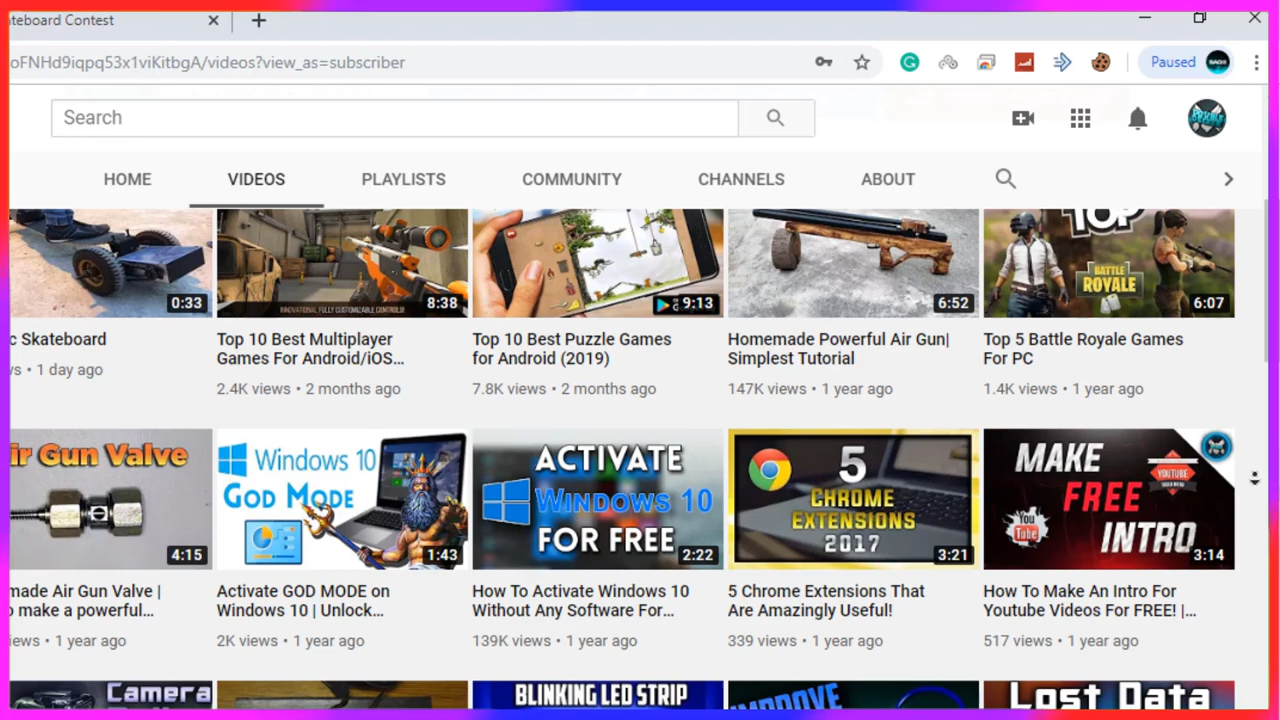 teboard Contest
oFNHd9iqpq53x1viKitbgA/videos?view_as=subscriber
Paused
Search
HOME VIDEOS PLAYLISTS COMMUNITY CHANNELS ABOUT
TOP
BATTLE
ROYALE
INNOVATIONAL FULLY CUSTOMIZABLE CONTROLS!
0:33 8:38 9:13 6:52 6:07
c Skateboard
ws • 1 day ago
Top 10 Best Multiplayer
Games For Android/iOS...
2.4K views • 2 months ago
Top 10 Best Puzzle Games
for Android (2019)
7.8K views • 2 months ago
Homemade Powerful Air Gun|
Simplest Tutorial
147K views • 1 year ago
Top 5 Battle Royale Games
For PC
1.4K views • 1 year ago
ir Gun Valve
4:15
Windows 10
GOD MODE
1:43
ACTIVATE
WINDOWS 10
FOR FREE
2:22
5
CHROME
EXTENSIONS
2017
3:21
MAKE
FREE
INTRO
YOUTUBE
You
Tube
3:14
made Air Gun Valve |
o make a powerful...
iews • 1 year ago
Activate GOD MODE on
Windows 10 | Unlock...
2K views • 1 year ago
How To Activate Windows 10
Without Any Software For...
139K views • 1 year ago
5 Chrome Extensions That
Are Amazingly Useful!
339 views • 1 year ago
How To Make An Intro For
Youtube Videos For FREE! |...
517 views • 1 year ago
Camera
BLINKING LED STRIP
IMPROVE
Lost Data